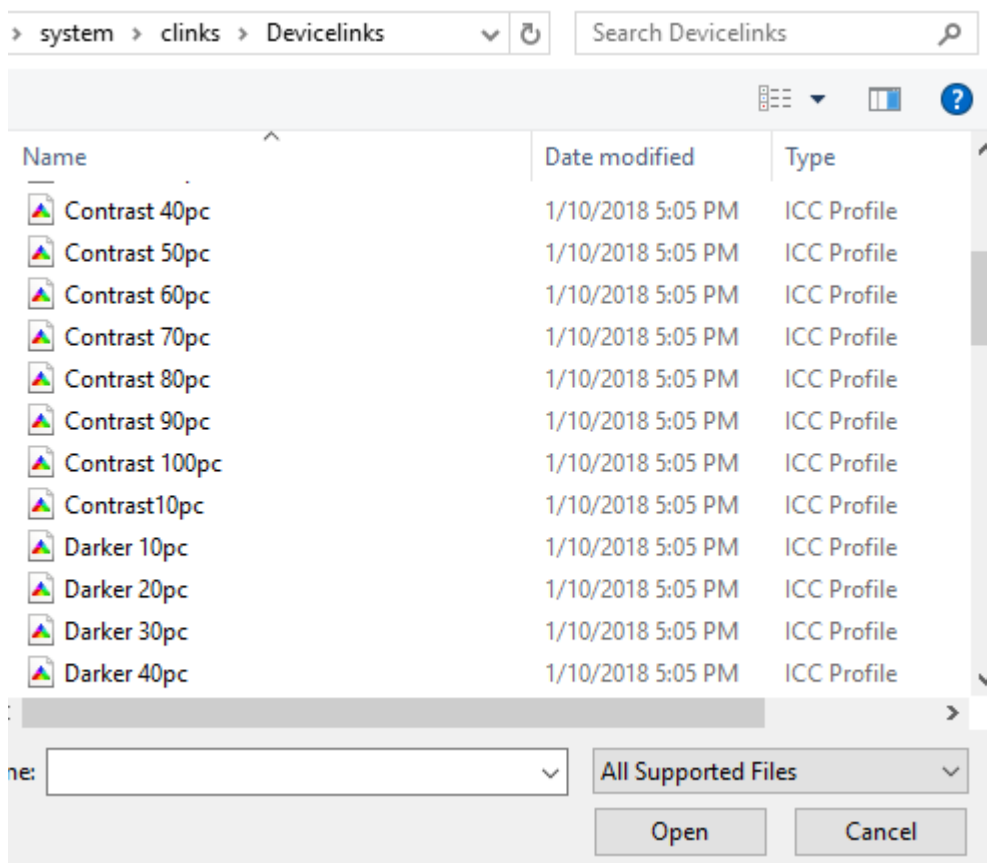 > system > clinks > Devicelinks Search Devicelinks
?
Name Date modified Type
Contrast 40pc 1/10/2018 5:05 PM ICC Profile
Contrast 50pc 1/10/2018 5:05 PM ICC Profile
Contrast 60pc 1/10/2018 5:05 PM ICC Profile
Contrast 70pc 1/10/2018 5:05 PM ICC Profile
Contrast 80pc 1/10/2018 5:05 PM ICC Profile
Contrast 90pc 1/10/2018 5:05 PM ICC Profile
Contrast 100pc 1/10/2018 5:05 PM ICC Profile
Contrast10pc 1/10/2018 5:05 PM ICC Profile
Darker 10pc 1/10/2018 5:05 PM ICC Profile
Darker 20pc 1/10/2018 5:05 PM ICC Profile
Darker 30pc 1/10/2018 5:05 PM ICC Profile
Darker 40pc 1/10/2018 5:05 PM ICC Profile
me: All Supported Files
Open Cancel